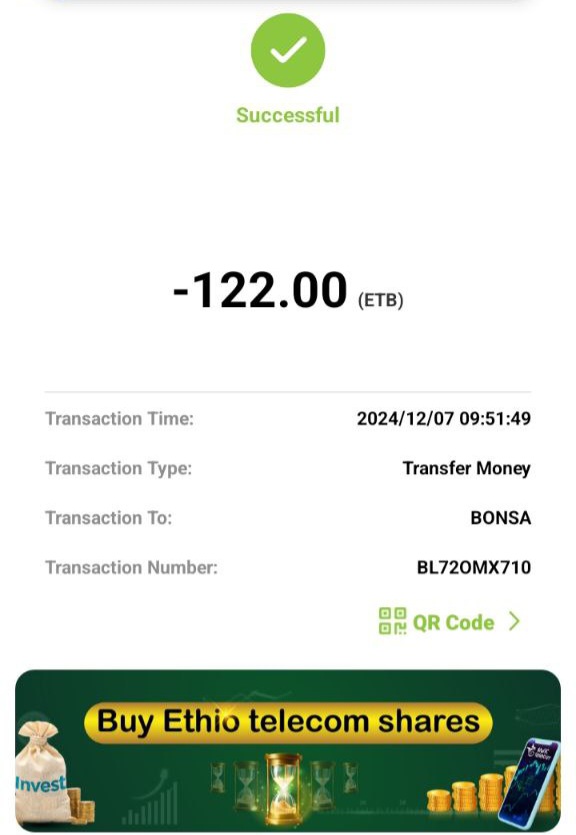 Successful
-122.00 (ETB)
Transaction Time: 2024/12/07 09:51:49
Transaction Type: Transfer Money
Transaction To: BONSA
Transaction Number: BL72OMX710
QR Code
Buy Ethio telecom shares
Invest